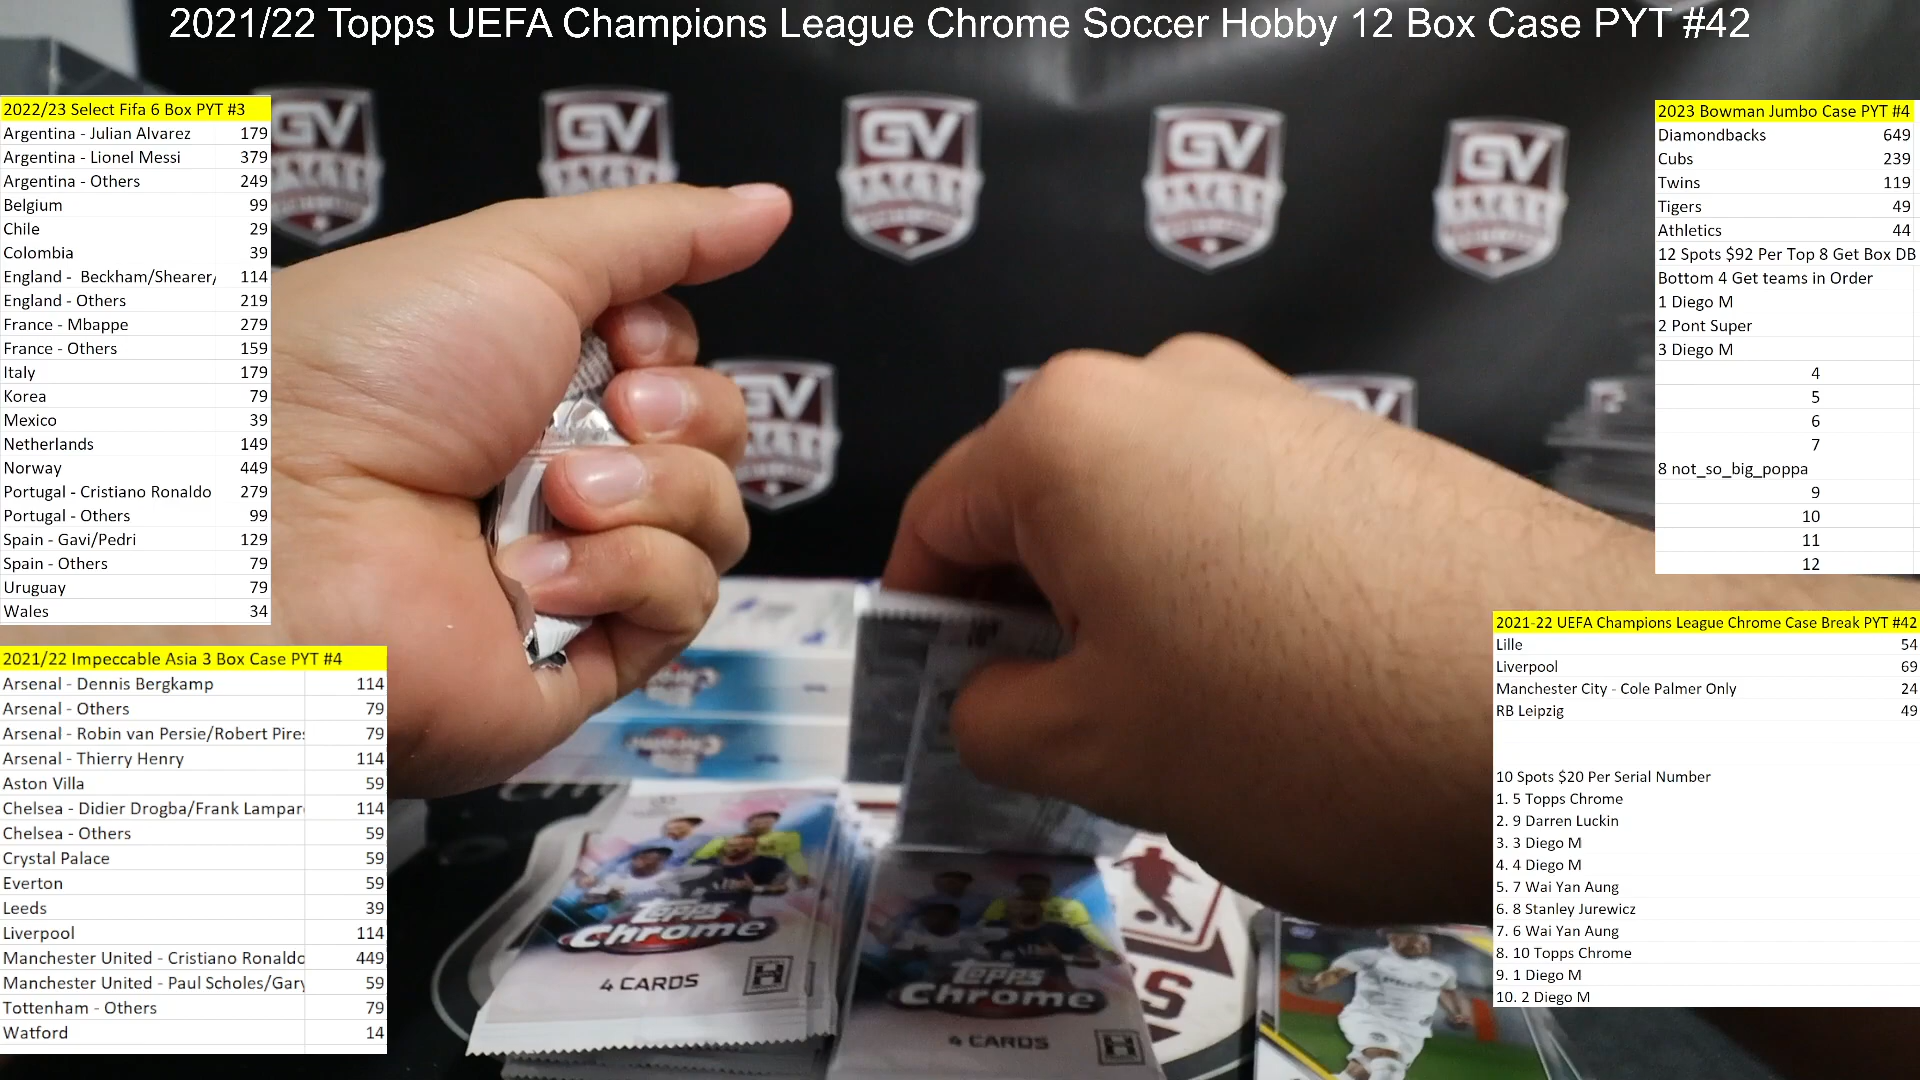 2021/22 Topps UEFA Champions League Chrome Soccer Hobby 12 Box Case PYT #42
2022/23 Select Fifa 6 Box PYT #3
Argentina - Julian Alvarez 179
Argentina - Lionel Messi 379
Argentina - Others 249
Belgium 99
Chile 29
Colombia 39
England - Beckham/Shearer/ 114
England - Others 219
France - Mbappe 279
France - Others 159
Italy 179
Korea 79
Mexico 39
Netherlands 149
Norway 449
Portugal - Cristiano Ronaldo 279
Portugal - Others 99
Spain - Gavi/Pedri 129
Spain - Others 79
Uruguay 79
Wales 34
2021/22 Impeccable Asia 3 Box Case PYT #4
Arsenal - Dennis Bergkamp 114
Arsenal - Others 79
Arsenal - Robin van Persie/Robert Pires 79
Arsenal - Thierry Henry 114
Aston Villa 59
Chelsea - Didier Drogba/Frank Lampar 114
Chelsea - Others 59
Crystal Palace 59
Everton 59
Leeds 39
Liverpool 114
Manchester United - Cristiano Ronaldo 449
Manchester United - Paul Scholes/Gary 59
Tottenham - Others 79
Watford 14
2023 Bowman Jumbo Case PYT #4
Diamondbacks 649
Cubs 239
Twins 119
Tigers 49
Athletics 44
12 Spots $92 Per Top 8 Get Box DB
Bottom 4 Get teams in Order
1 Diego M
2 Pont Super
3 Diego M
4
5
6
7
8 not_so_big_poppa
9
10
11
12
2021-22 UEFA Champions League Chrome Case Break PYT #42
Lille 54
Liverpool 69
Manchester City - Cole Palmer Only 24
RB Leipzig 49
10 Spots $20 Per Serial Number
1. 5 Topps Chrome
2. 9 Darren Luckin
3. 3 Diego M
4. 4 Diego M
5. 7 Wai Yan Aung
6. 8 Stanley Jurewicz
7. 6 Wai Yan Aung
8. 10 Topps Chrome
9. 1 Diego M
10. 2 Diego M
GV
GV
GV
GV
GV
GV
GV
Topps
Chrome
4 CARDS
H
Topps
Chrome
4 CARDS
H